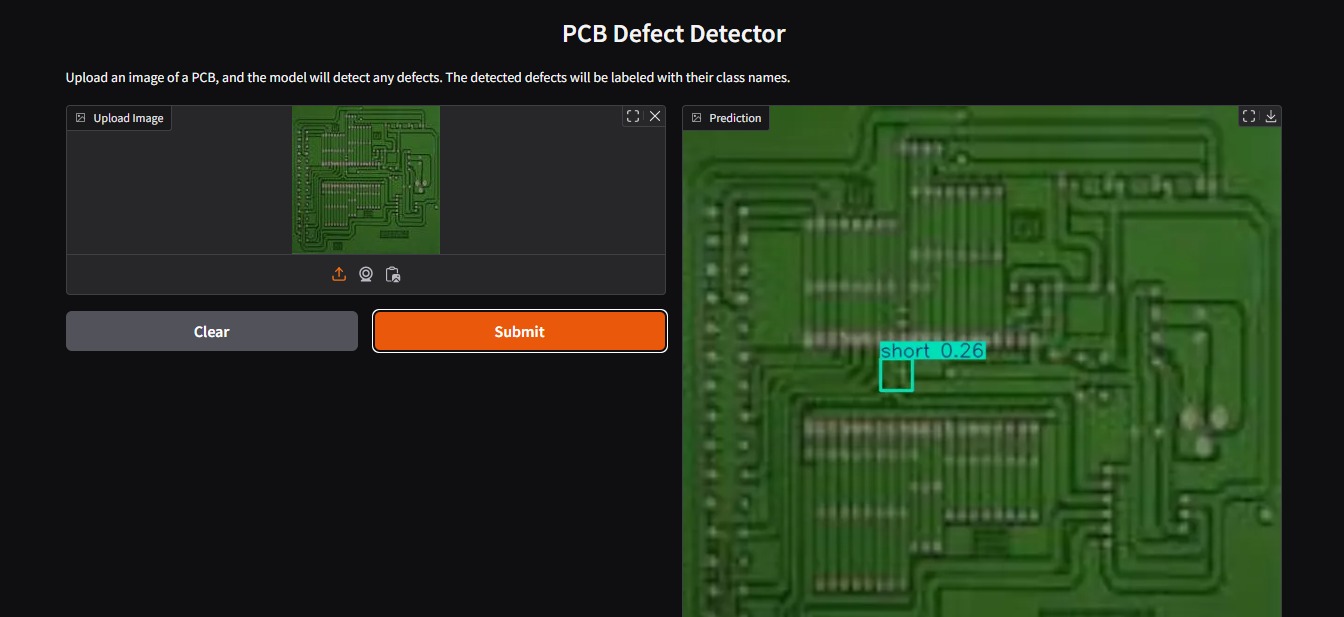 PCB Defect Detector
Upload an image of a PCB, and the model will detect any defects. The detected defects will be labeled with their class names.
Upload Image
Clear
Submit
Prediction
short 0.26